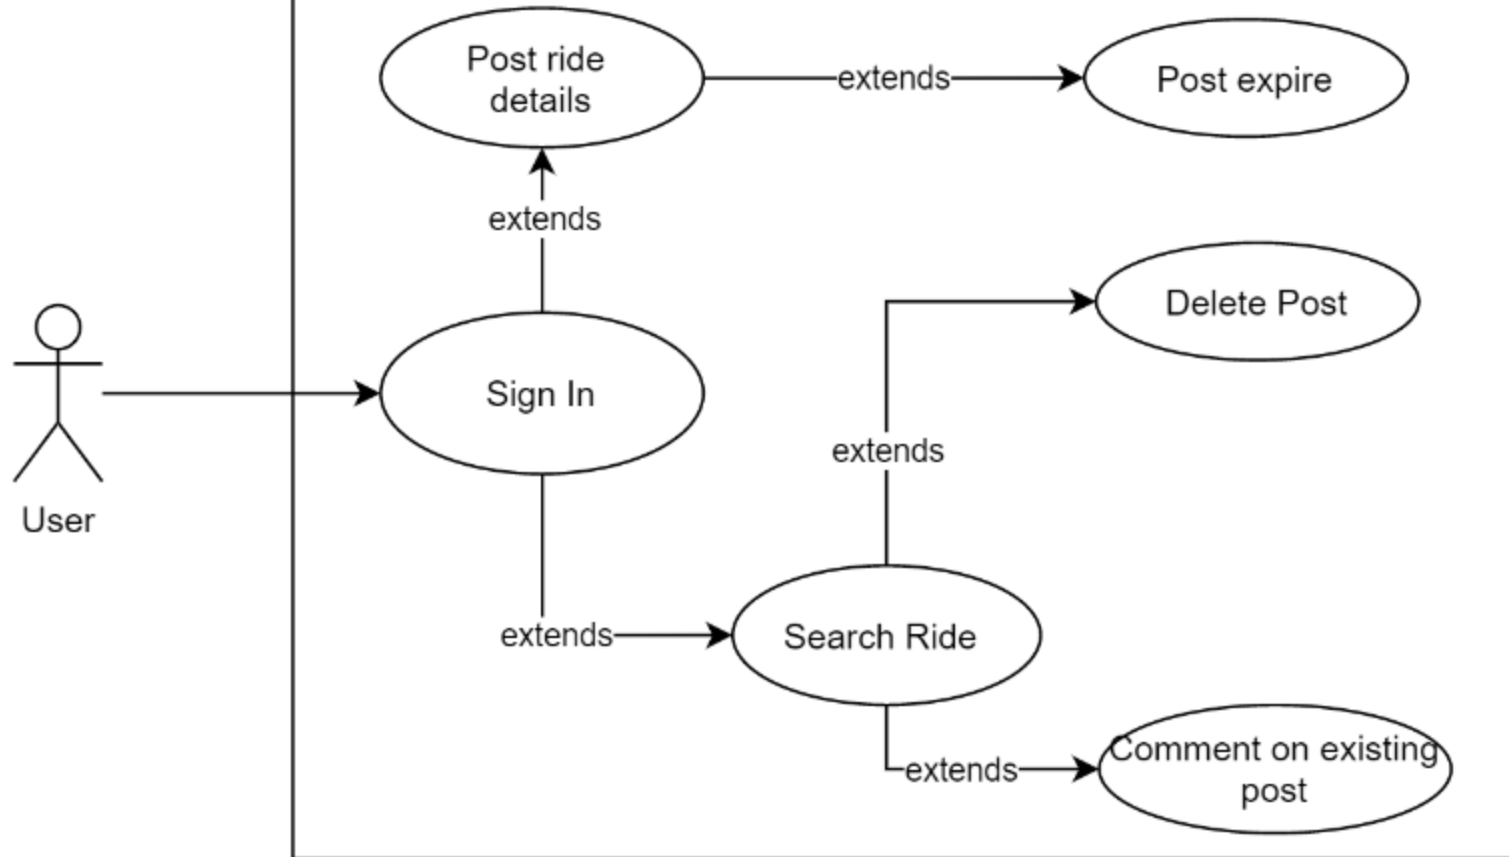 Post ride
details
extends
Post expire
extends
Delete Post
Sign In
extends
User
extends
Search Ride
Comment on existing
post
extends